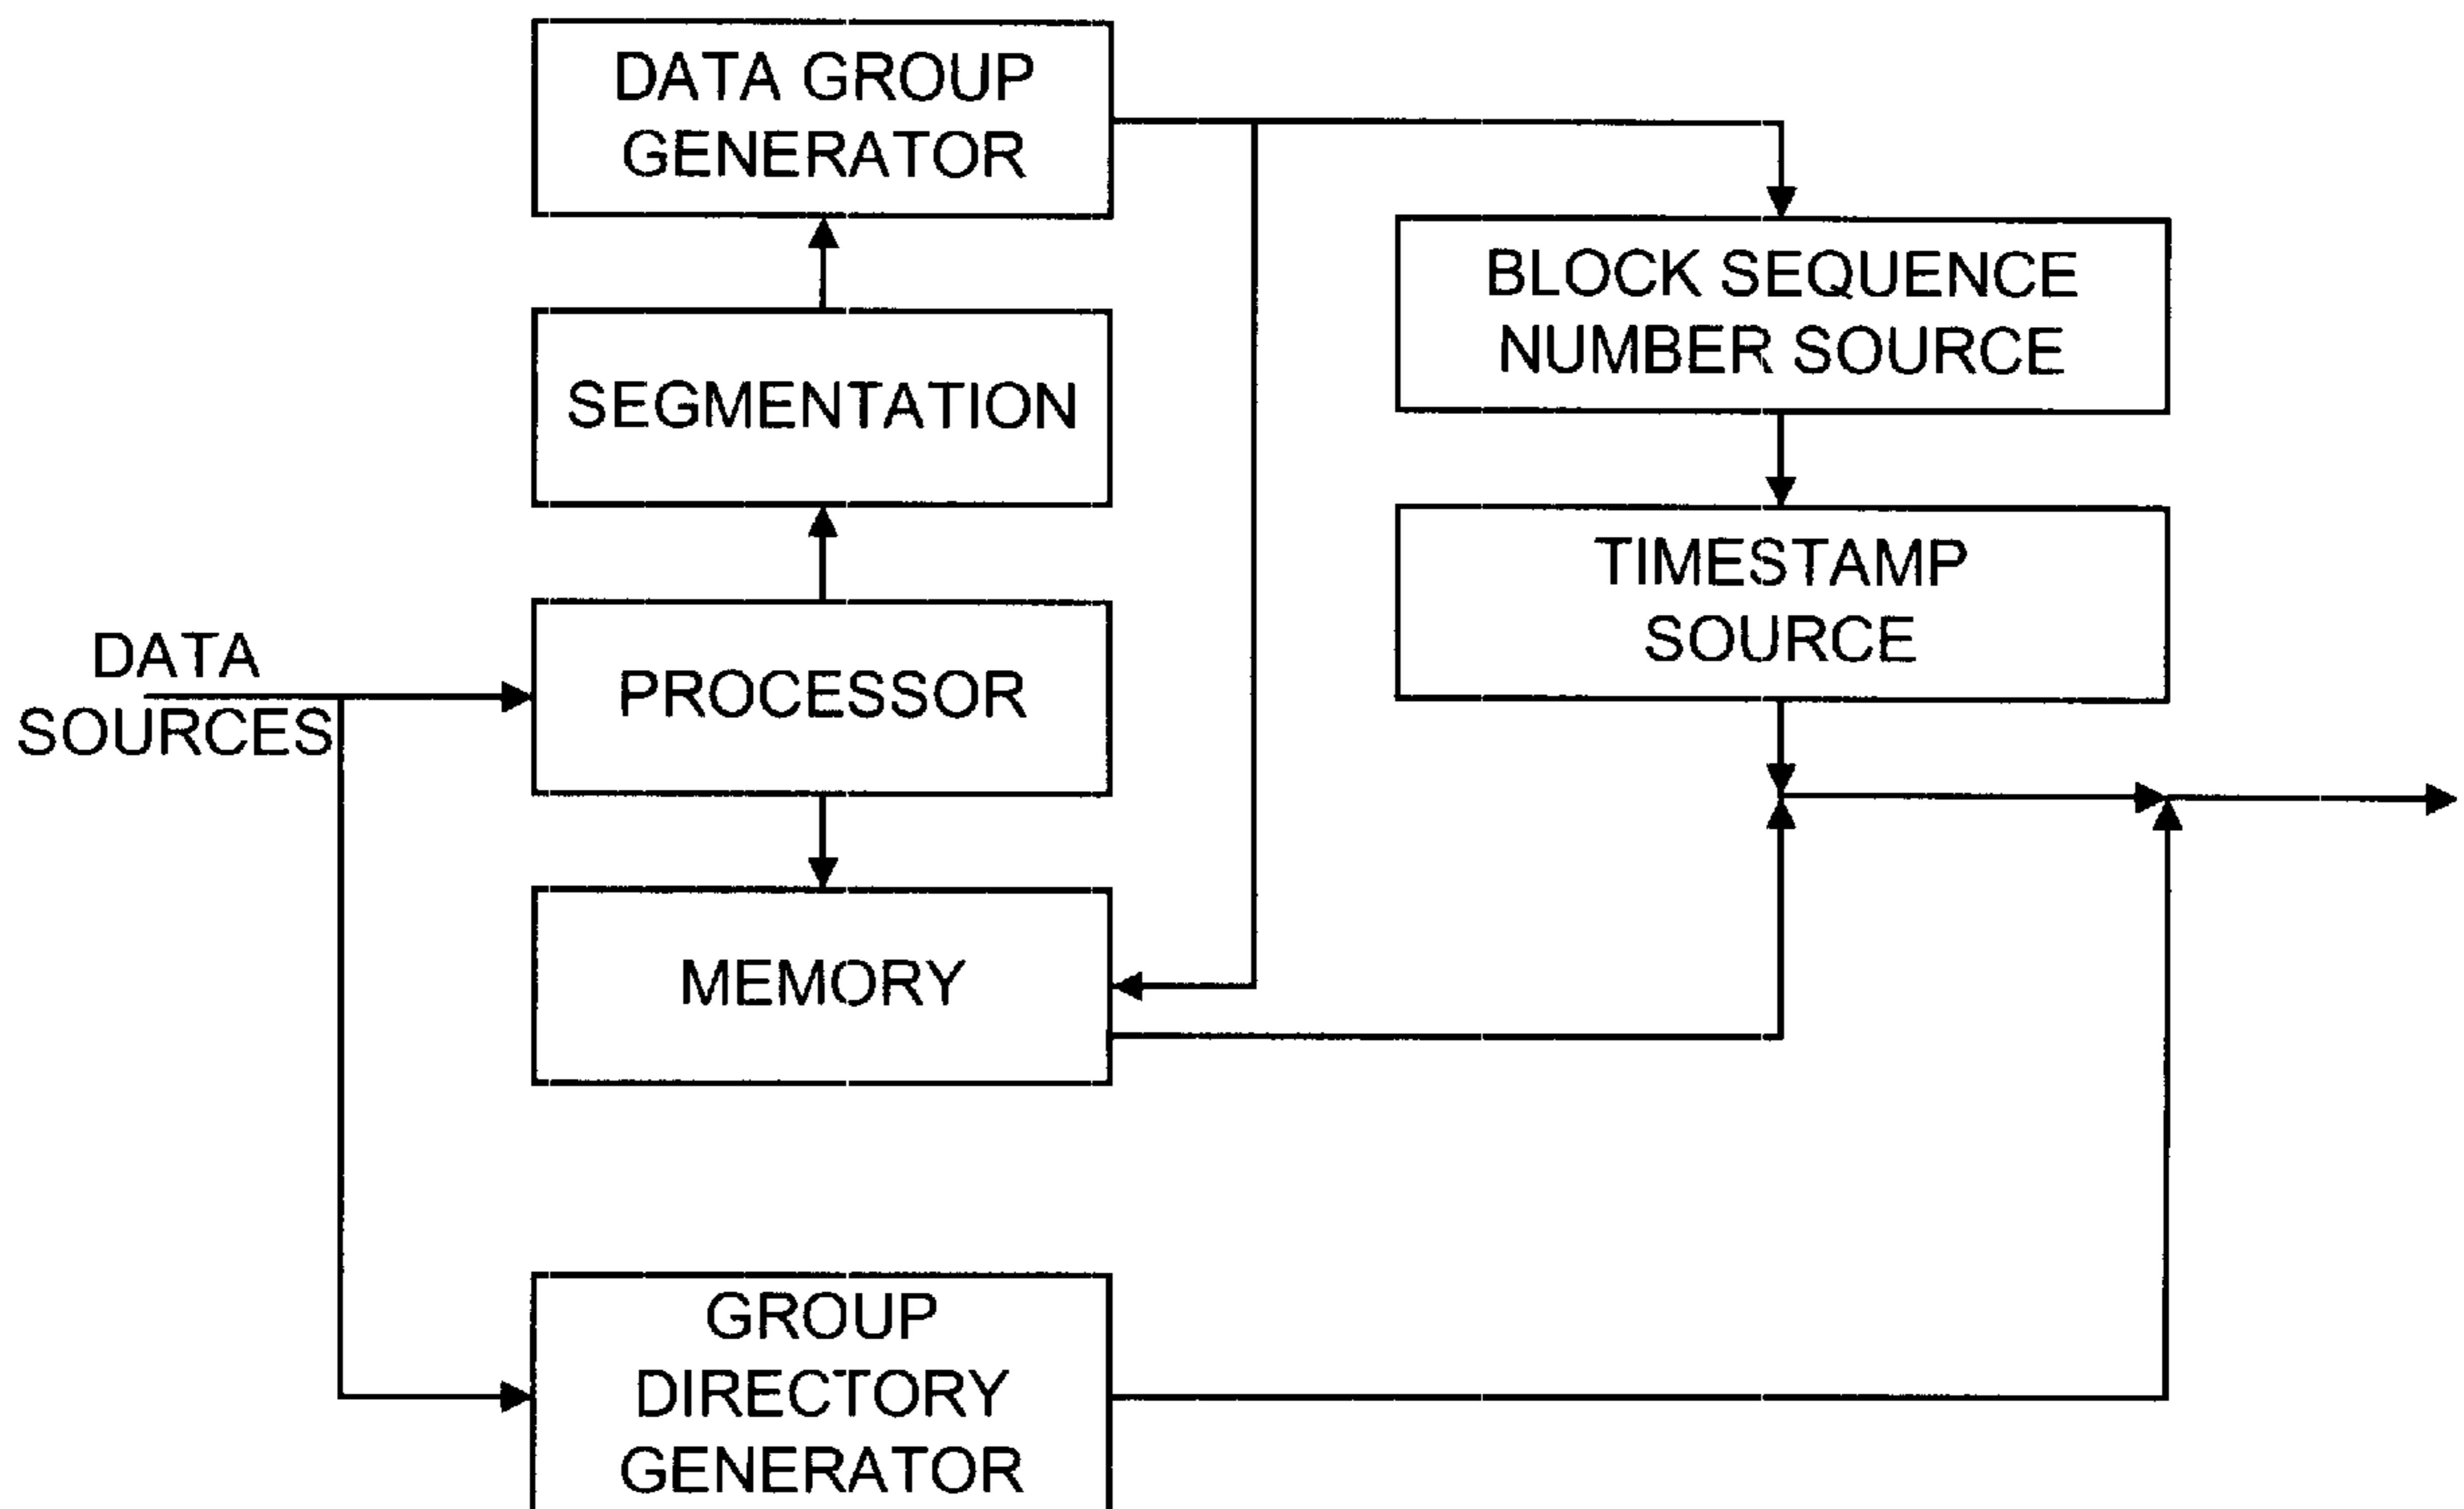 DATA GROUP
GENERATOR
BLOCK SEQUENCE
NUMBER SOURCE
SEGMENTATION
TIMESTAMP
SOURCE
DATA
SOURCES
PROCESSOR
MEMORY
GROUP
DIRECTORY
GENERATOR